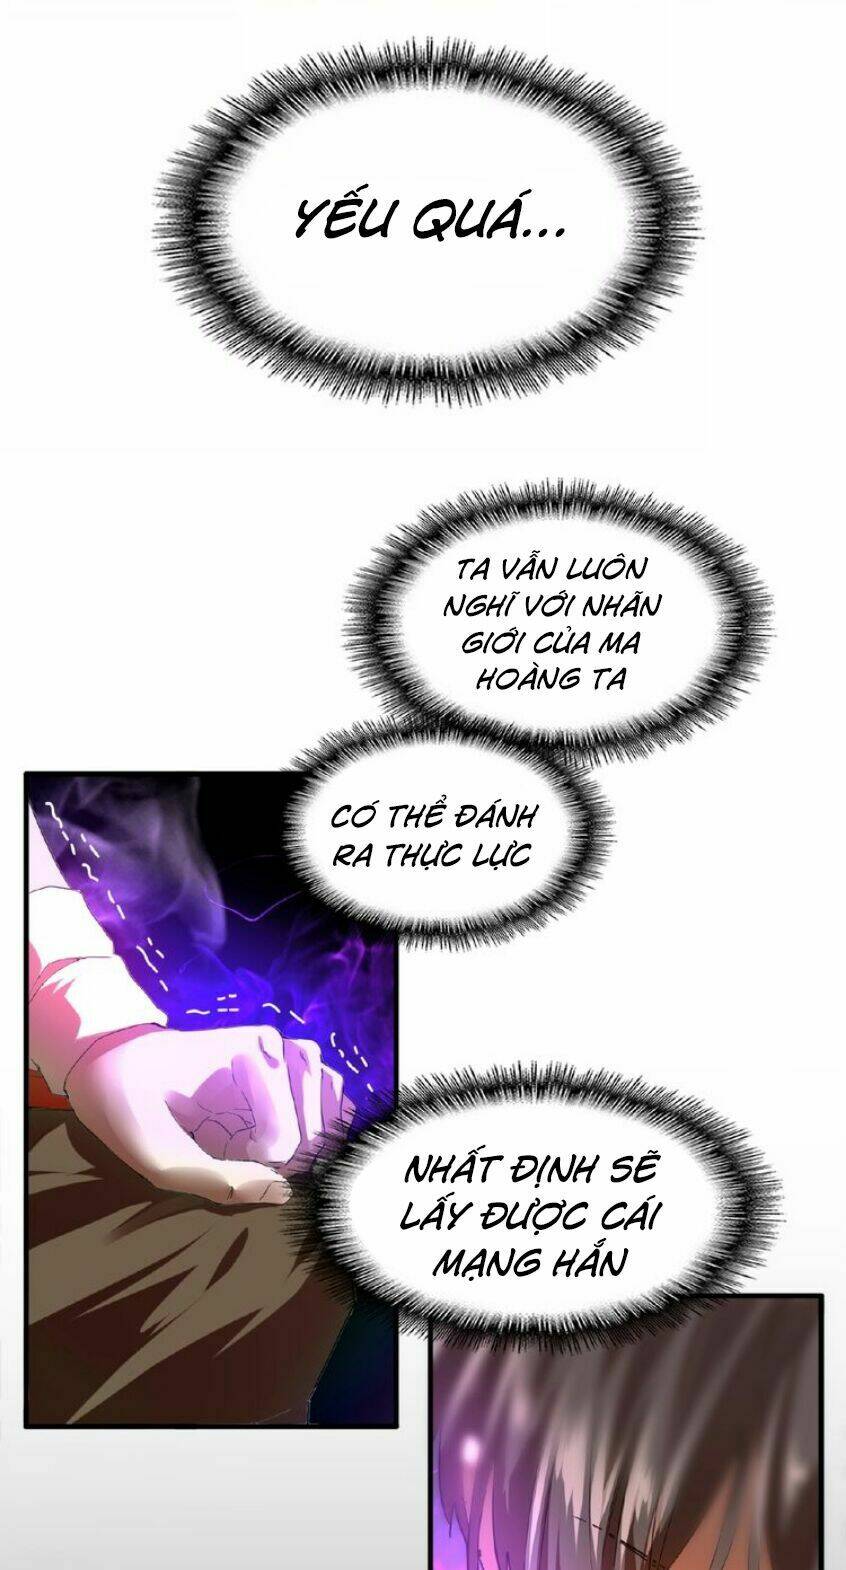 YẾU QUÁ...
TA VẪN LUÔN
NGHĨ VỚI NHÃN
GIỚI CỦA MA
HOÀNG TA
CÓ THỂ ĐÁNH
RA THỰC LỰC
NHẤT ĐỊNH SẼ
LẤY ĐƯỢC CÁI
MẠNG HẮN